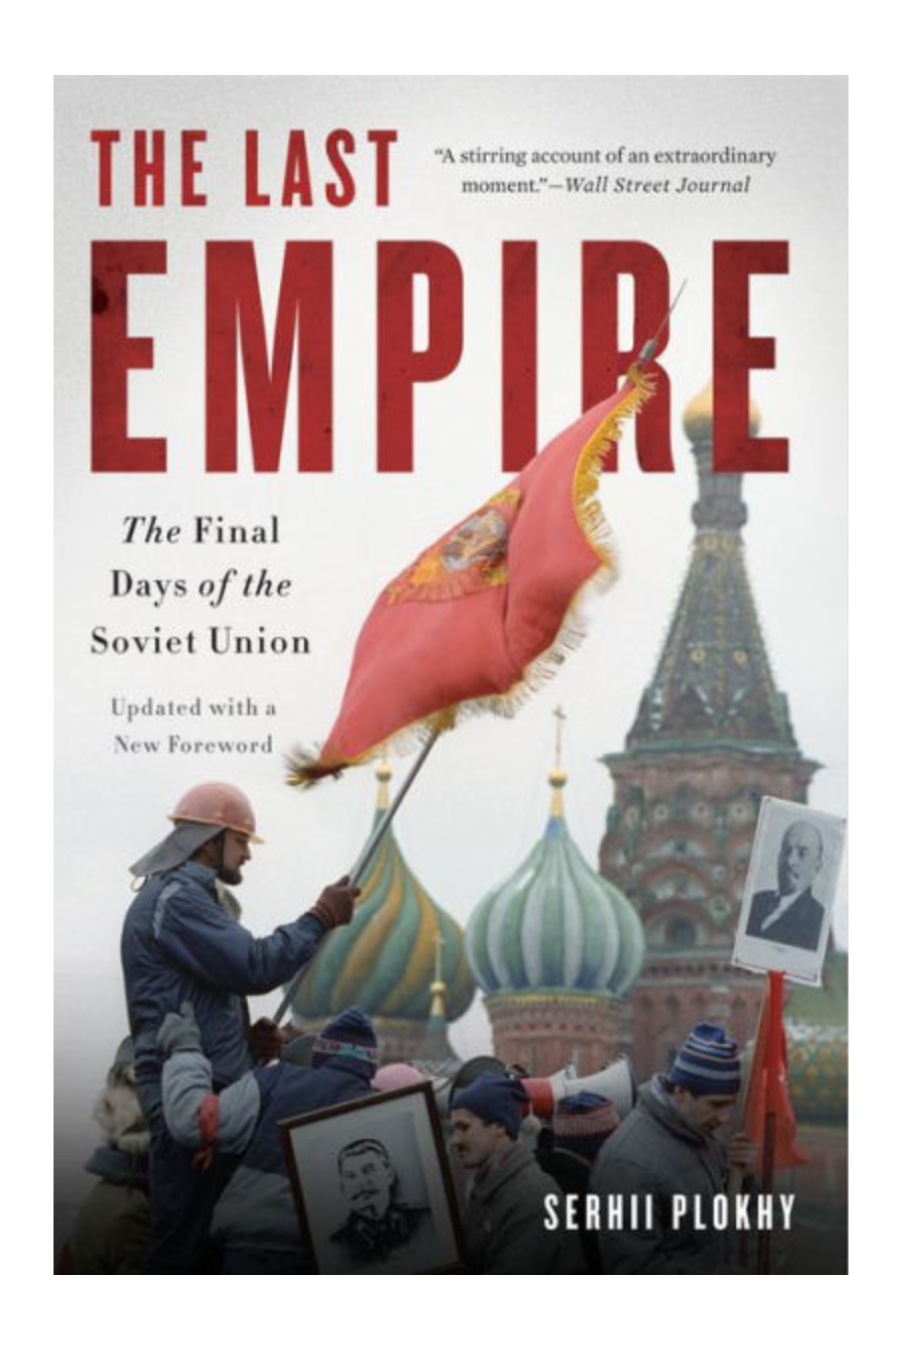 THE LAST
“A stirring account of an extraordinary
moment.”—Wall Street Journal
EMPIRE
The Final
Days of the
Soviet Union
Updated with a
New Foreword
SERHII PLOKHY